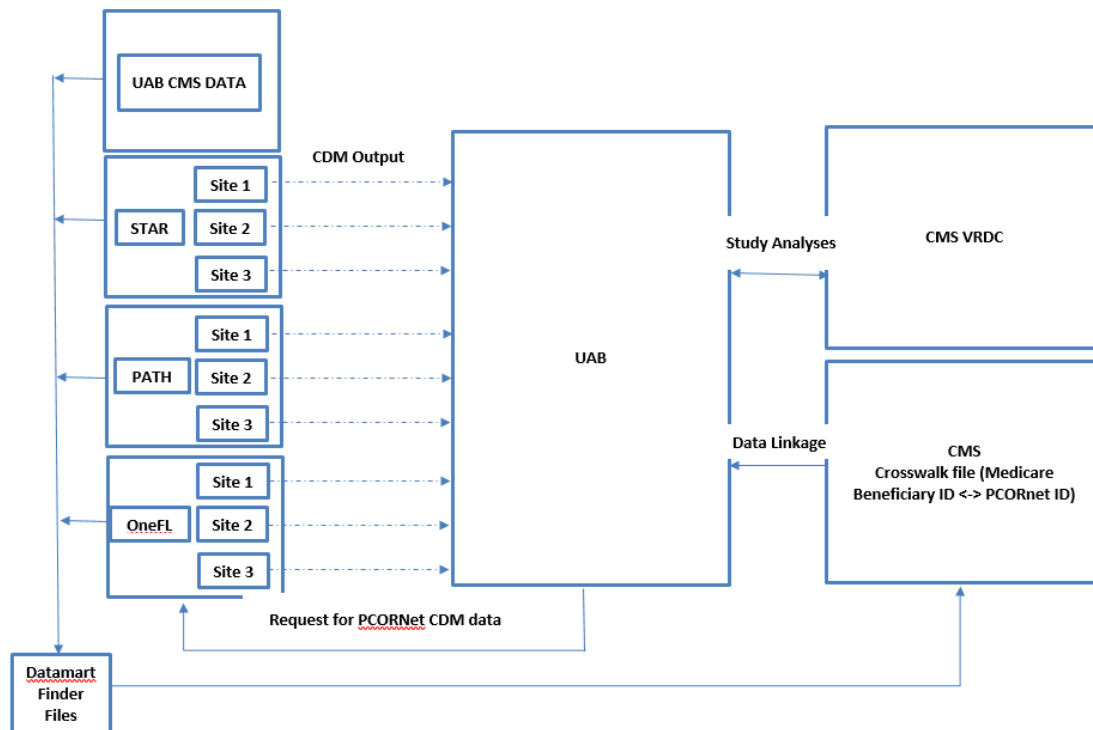 UAB CMS DATA
CDM Output
Site 1
STAR
Site 2
Site 3
Site 1
PATH
Site 2
Site 3
Site 1
OneFL
Site 2
Site 3
UAB
Study Analyses
CMS VRDC
Data Linkage
CMS
Crosswalk file (Medicare
Beneficiary ID <-> PCORnet ID)
Request for PCORNet CDM data
Datamart
Finder
Files